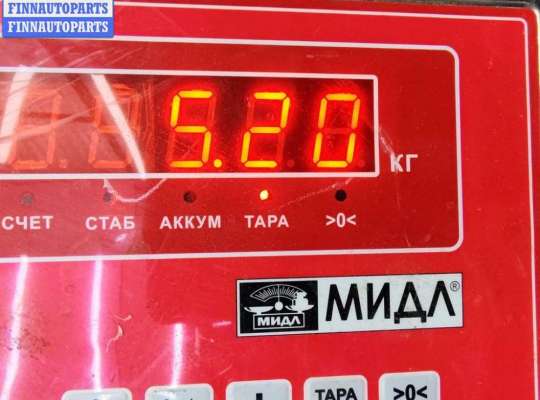 FINNAUTOPARTS
FINNAUTOPARTS
5.20 КГ
СЧЕТ СТАБ АККУМ ТАРА >0<
МИДЛ МИДЛ®
ТАРА >0<